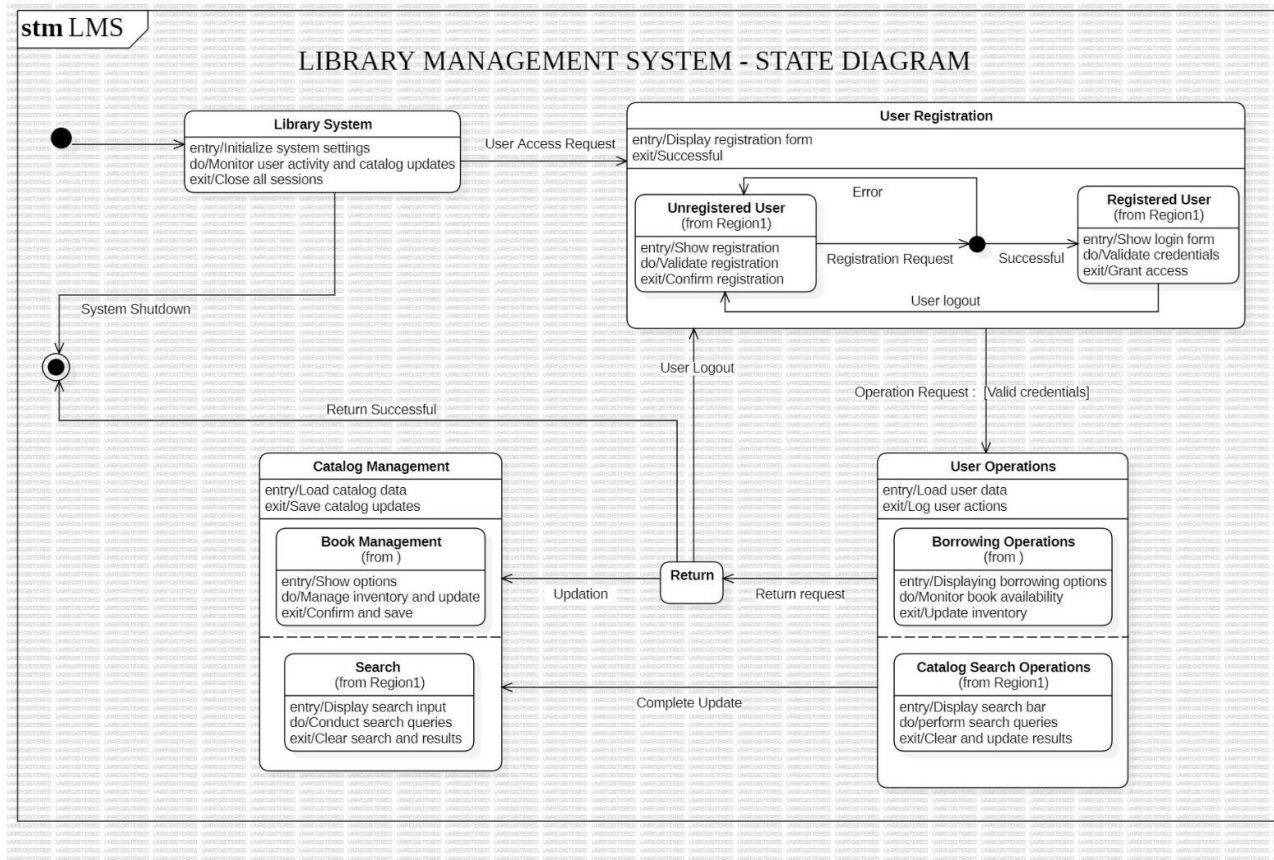 stm LMS
LIBRARY MANAGEMENT SYSTEM - STATE DIAGRAM
Library System
entry/Initialize system settings
do/Monitor user activity and catalog updates
exit/Close all sessions
User Access Request
User Registration
entry/Display registration form
exit/Successful
Error
Unregistered User
(from Region1)
entry/Show registration
do/Validate registration
exit/Confirm registration
Registration Request
Successful
Registered User
(from Region1)
entry/Show login form
do/Validate credentials
exit/Grant access
User logout
System Shutdown
User Logout
Operation Request : [Valid credentials]
Return Successful
Catalog Management
entry/Load catalog data
exit/Save catalog updates
Book Management
(from )
entry/Show options
do/Manage inventory and update
exit/Confirm and save
Updation
Return
Return request
User Operations
entry/Load user data
exit/Log user actions
Borrowing Operations
(from )
entry/Displaying borrowing options
do/Monitor book availability
exit/Update inventory
Search
(from Region1)
entry/Display search input
do/Conduct search queries
exit/Clear search and results
Complete Update
Catalog Search Operations
(from Region1)
entry/Display search bar
do/perform search queries
exit/Clear and update results
UNREGISTERED